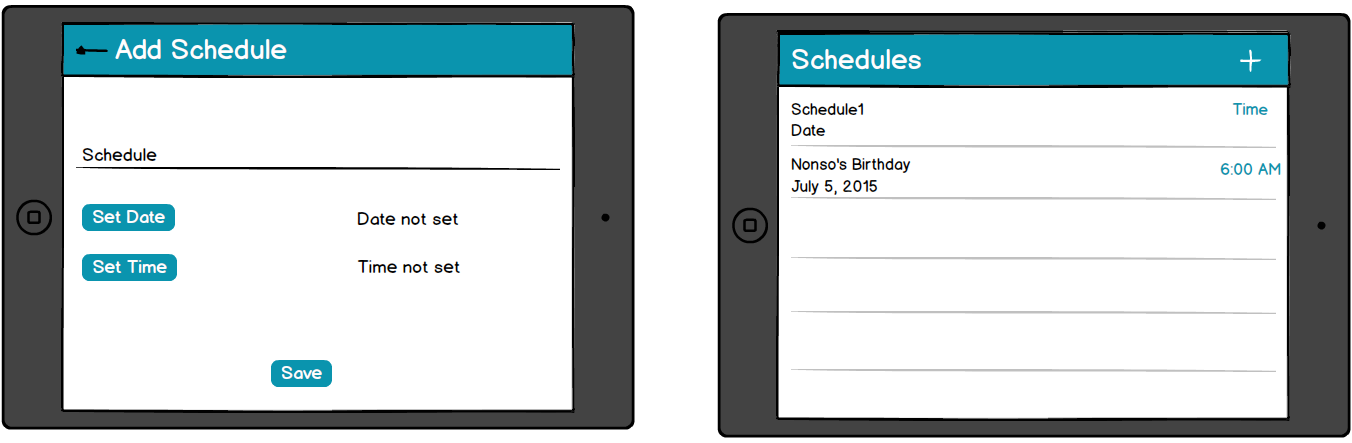 Add Schedule
Schedule
Set Date
Date not set
Set Time
Time not set
Save
Schedules
+
Schedule1
Time
Date
Nonso's Birthday
6:00 AM
July 5, 2015